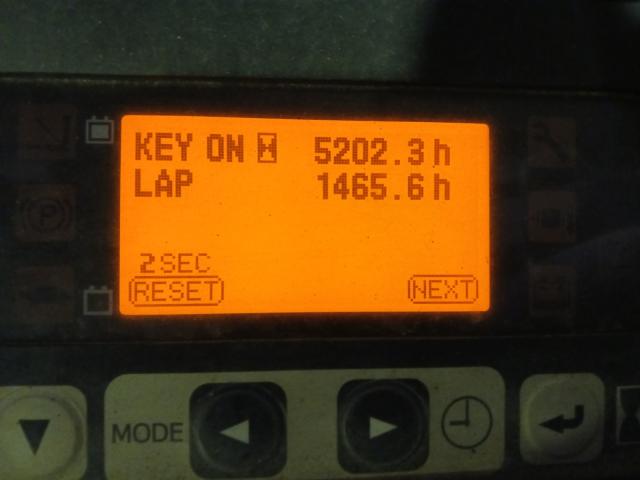 KEY ON H 5202.3 h
LAP 1465.6 h
2 SEC
RESET NEXT
MODE